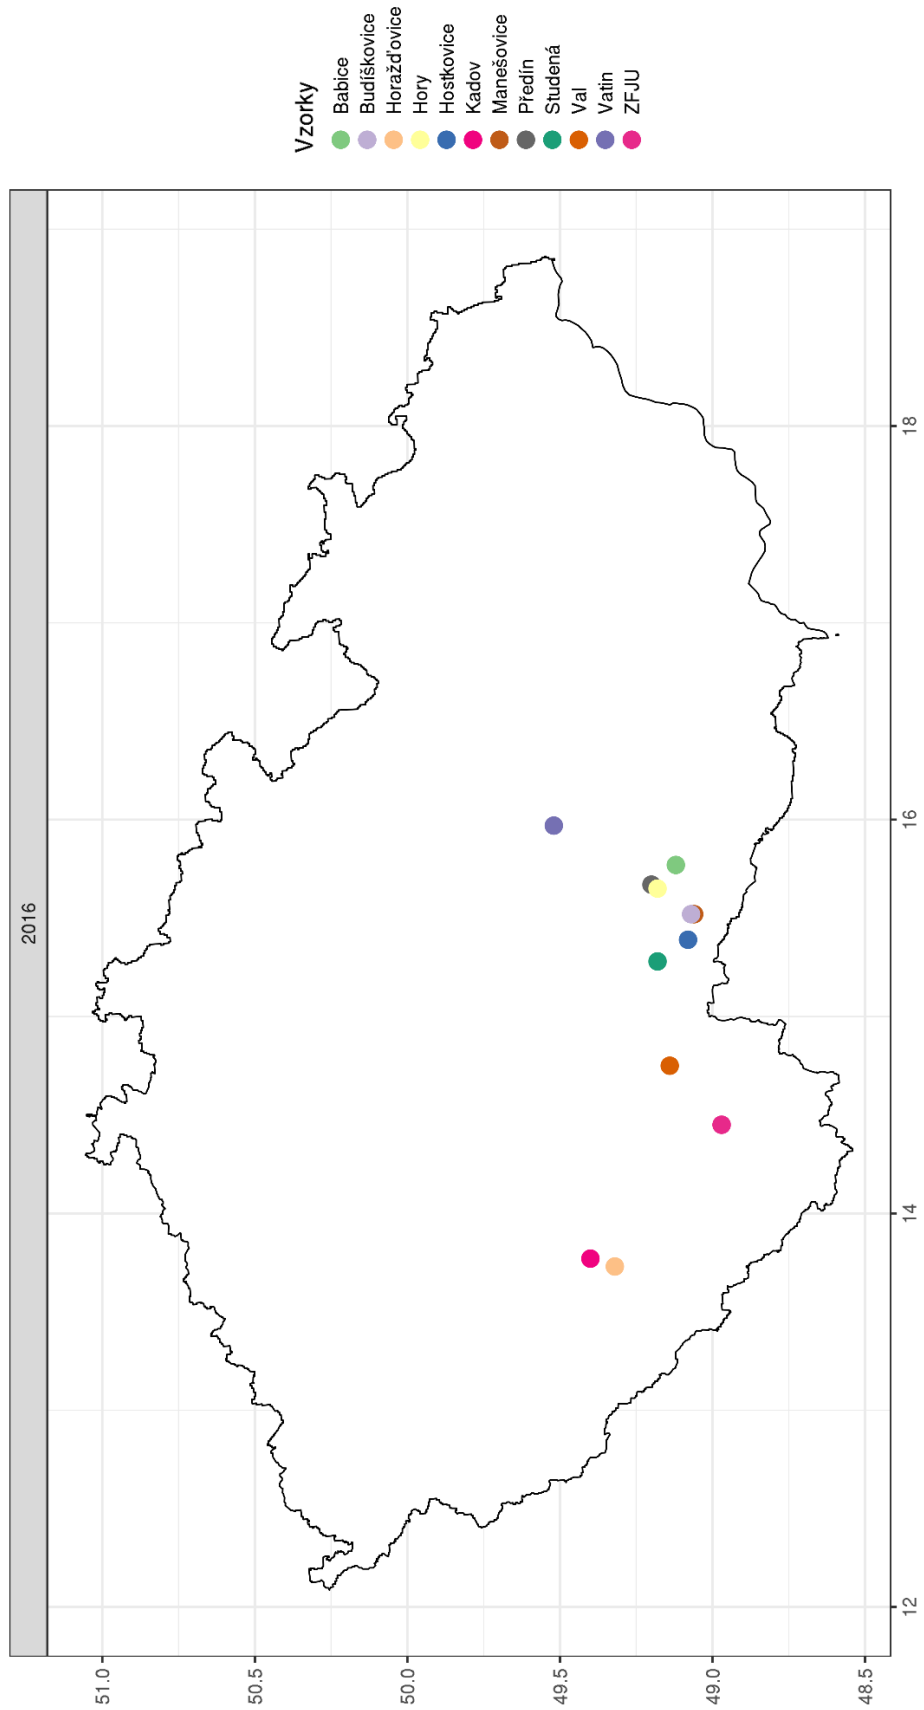 2016
51.0
50.5
50.0
49.5
49.0
48.5
12
14
16
18
Vzorky
Babice
Budíškovice
Horažďovice
Hory
Hostkovice
Kadov
Manešovice
Předín
Studená
Val
Vatin
ZFJU